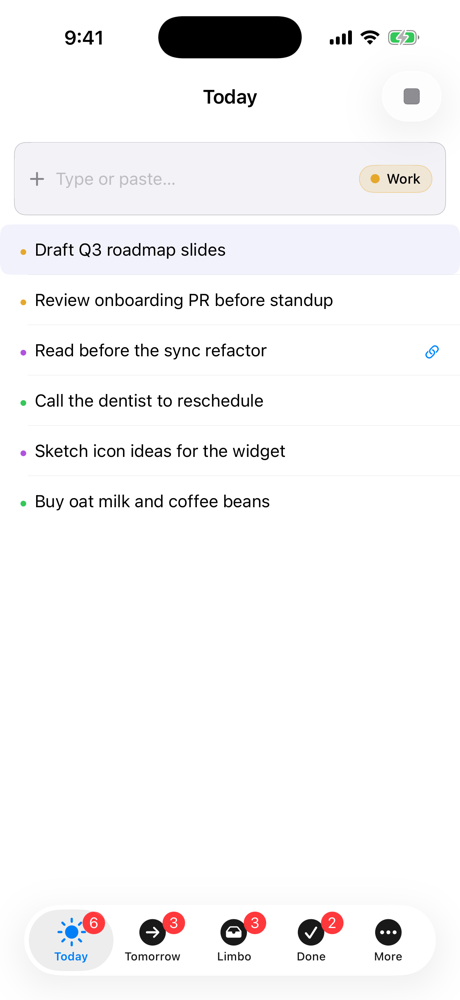 9:41
Today
Type or paste...
Work
Draft Q3 roadmap slides
Review onboarding PR before standup
Read before the sync refactor
Call the dentist to reschedule
Sketch icon ideas for the widget
Buy oat milk and coffee beans
6
3
3
2
Today
Tomorrow
Limbo
Done
More